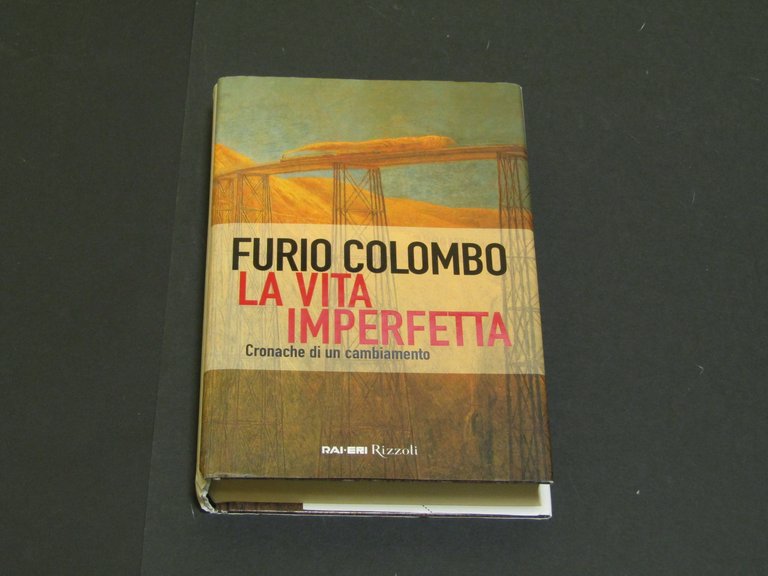 FURIO COLOMBO
LA VITA
IMPERFETTA
Cronache di un cambiamento
RAI·ERI Rizzoli